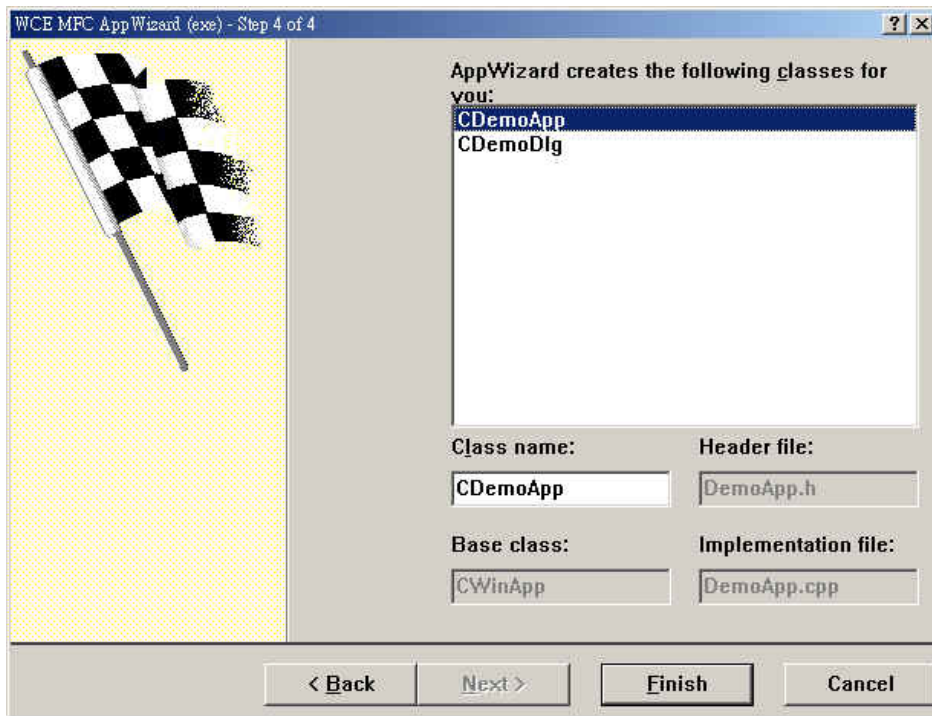 WCE MFC AppWizard (exe) - Step 4 of 4
AppWizard creates the following classes for
you:
CDemoApp
CDemoDlg
Class name:
Header file:
CDemoApp
DemoApp.h
Base class:
Implementation file:
CWinApp
DemoApp.cpp
< Back
Next >
Finish
Cancel